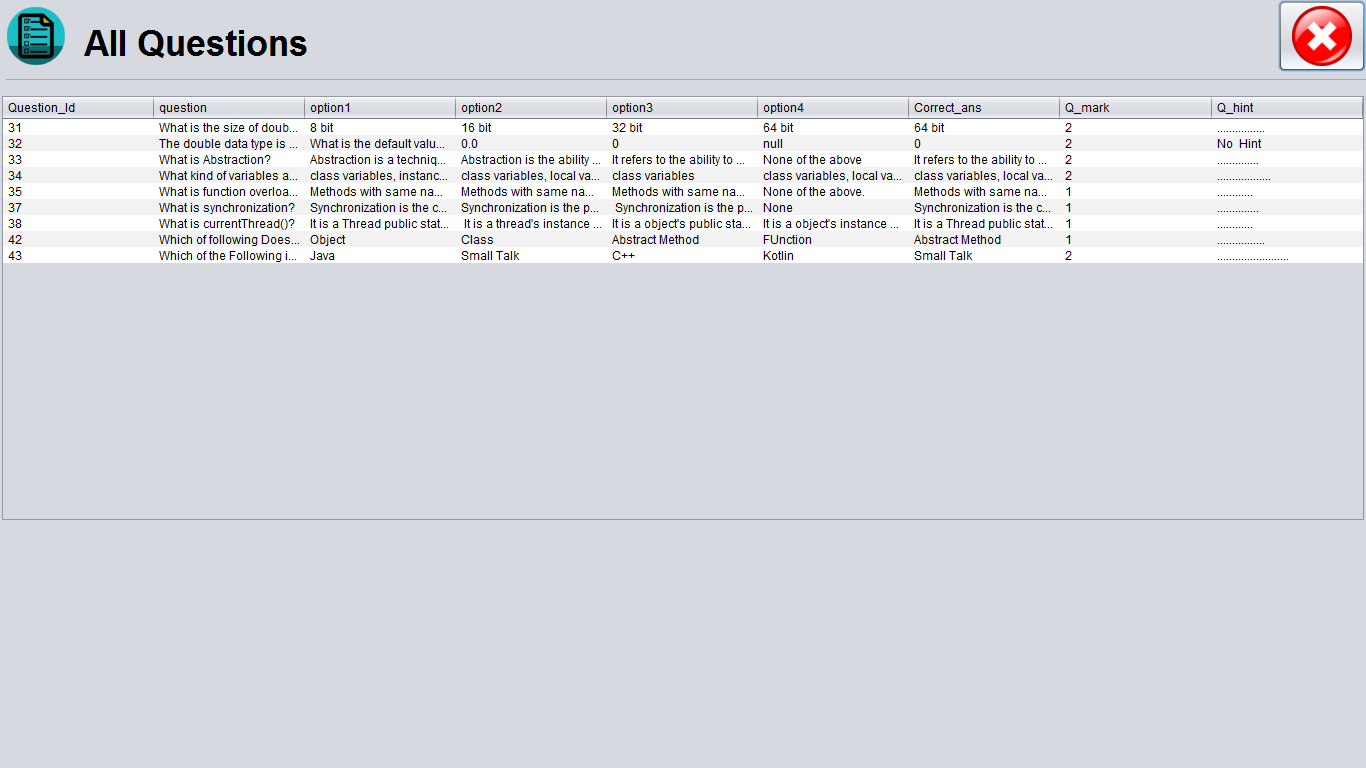 All Questions
Question_Id question option1 option2 option3 option4 Correct_ans Q_mark Q_hint
31 What is the size of doub... 8 bit 16 bit 32 bit 64 bit 64 bit 2 ................
32 The double data type is ... What is the default valu... 0.0 0 null 0 2 No  Hint
33 What is Abstraction? Abstraction is a techniq... Abstraction is the ability ... It refers to the ability to ... None of the above It refers to the ability to ... 2 ..............
34 What kind of variables a... class variables, instanc... class variables, local va... class variables class variables, local va... class variables, local va... 2 ..................
35 What is function overloa... Methods with same na... Methods with same na... Methods with same na... None of the above. Methods with same na... 1 ............
37 What is synchronization? Synchronization is the c... Synchronization is the p... Synchronization is the p... None Synchronization is the c... 1 ..............
38 What is currentThread()? It is a Thread public stat... It is a thread's instance ... It is a object's public sta... It is a object's instance ... It is a Thread public stat... 1 ............
42 Which of following Does... Object Class Abstract Method FUnction Abstract Method 1 ................
43 Which of the Following i... Java Small Talk C++ Kotlin Small Talk 2 ........................